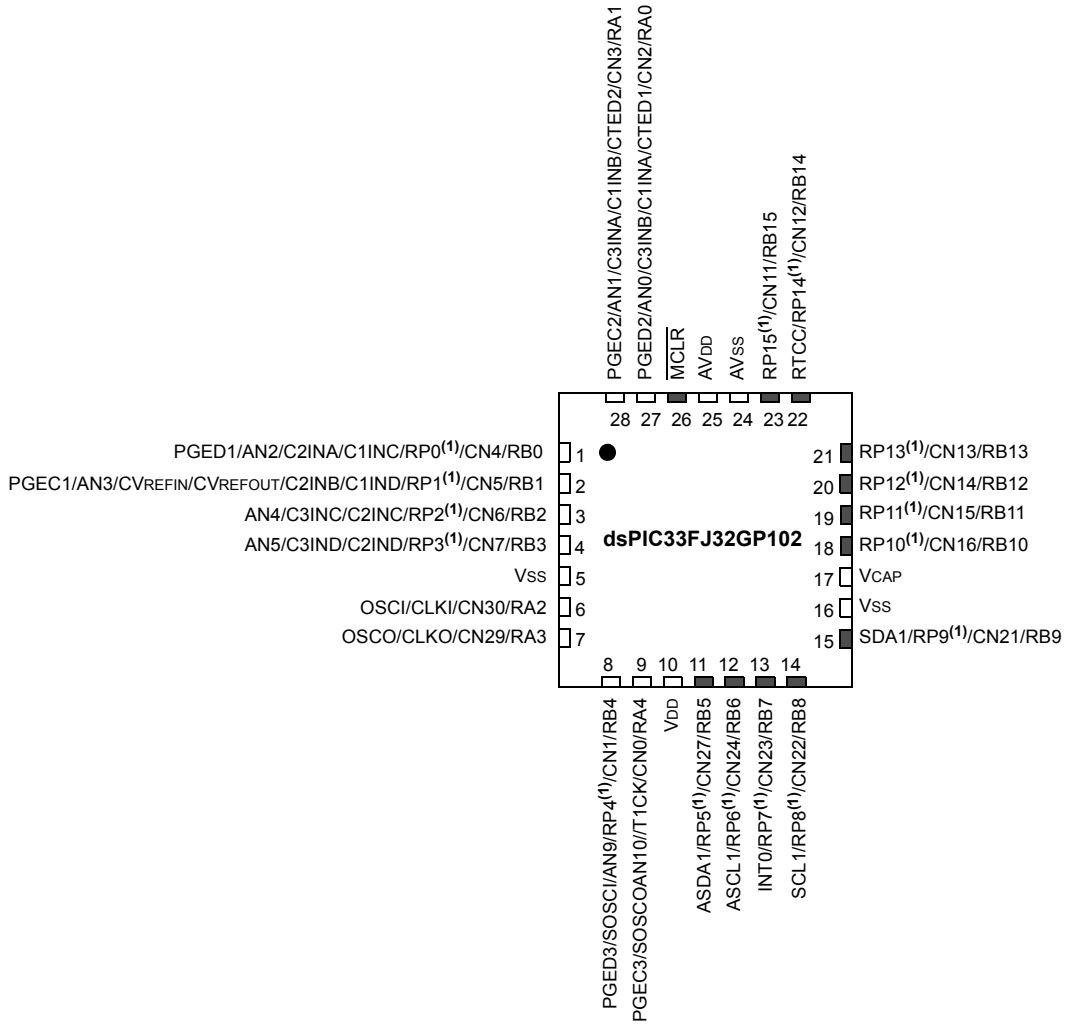 PGEC2/AN1/C3INA/C1INB/CTED2/CN3/RA1
PGED2/AN0/C3INB/C1INA/CTED1/CN2/RA0
MCLR
AVDD
AVSS
RP15(1)/CN11/RB15
RTCC/RP14(1)/CN12/RB14
28 27 26 25 24 23 22
PGED1/AN2/C2INA/C1INC/RP0(1)/CN4/RB0 1
PGEC1/AN3/CVREFIN/CVREFOUT/C2INB/C1IND/RP1(1)/CN5/RB1 2
AN4/C3INC/C2INC/RP2(1)/CN6/RB2 3
AN5/C3IND/C2IND/RP3(1)/CN7/RB3 4
VSS 5
OSCI/CLKI/CN30/RA2 6
OSCO/CLKO/CN29/RA3 7
dsPIC33FJ32GP102
21 RP13(1)/CN13/RB13
20 RP12(1)/CN14/RB12
19 RP11(1)/CN15/RB11
18 RP10(1)/CN16/RB10
17 VCAP
16 VSS
15 SDA1/RP9(1)/CN21/RB9
8 9 10 11 12 13 14
PGED3/SOSCI/AN9/RP4(1)/CN1/RB4
PGEC3/SOSCOAN10//T1CK/CN0/RA4
VDD
ASDA1/RP5(1)/CN27/RB5
ASCL1/RP6(1)/CN24/RB6
INT0/RP7(1)/CN23/RB7
SCL1/RP8(1)/CN22/RB8